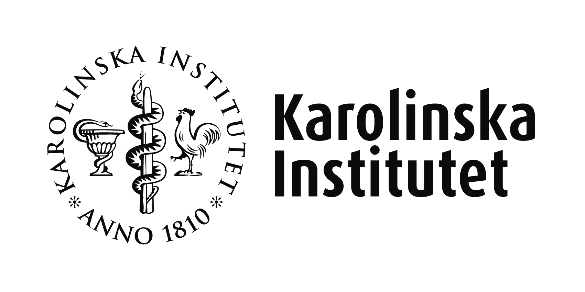 KAROLINSKA INSTITUTET
* ANNO 1810 *
Karolinska
Institutet